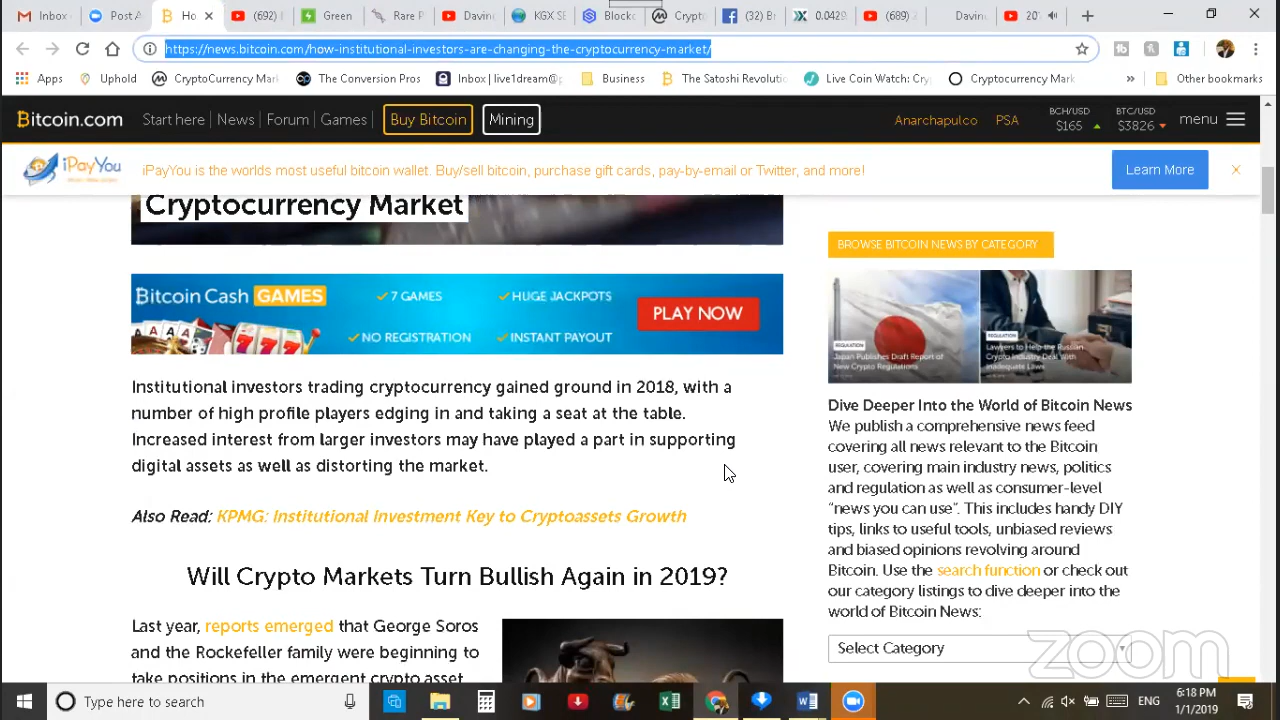 Inbox
Post A
Ho
(692)
Green
Rare P
Davinc
KGX SE
Blocks
Crypto
(32) B
0.0429
(689)
Davinc
201
https://news.bitcoin.com/how-institutional-investors-are-changing-the-cryptocurrency-market/
Apps
Uphold
CryptoCurrency Mark
The Conversion Pros
Inbox | live1dream@p
Business
The Satoshi Revolutio
Live Coin Watch: Cry
Cryptocurrency Mark
»
Other bookmarks
Bitcoin.com
Start here | News | Forum | Games |
Buy Bitcoin
Mining
Anarchapulco
PSA
BCH/USD
$165
BTC/USD
$3826
menu
iPayYou
iPayYou is the worlds most useful bitcoin wallet. Buy/sell bitcoin, purchase gift cards, pay-by-email or Twitter, and more!
Learn More
Cryptocurrency Market
Bitcoin Cash GAMES
7 GAMES
HUGE JACKPOTS
NO REGISTRATION
INSTANT PAYOUT
PLAY NOW
Institutional investors trading cryptocurrency gained ground in 2018, with a
number of high profile players edging in and taking a seat at the table.
Increased interest from larger investors may have played a part in supporting
digital assets as well as distorting the market.
Also Read: KPMG: Institutional Investment Key to Cryptoassets Growth
Will Crypto Markets Turn Bullish Again in 2019?
Last year, reports emerged that George Soros
and the Rockefeller family were beginning to
take positions in the emergent crypto asset
BROWSE BITCOIN NEWS BY CATEGORY
REGULATION
Japan Publishes Draft Report of
New Crypto Regulations
REGULATION
Lawyers to Help the Russian
Crypto Industry Deal With
Inadequate Laws
Dive Deeper Into the World of Bitcoin News
We publish a comprehensive news feed
covering all news relevant to the Bitcoin
user, covering main industry news, politics
and regulation as well as consumer-level
“news you can use”. This includes handy DIY
tips, links to useful tools, unbiased reviews
and biased opinions revolving around
Bitcoin. Use the search function or check out
our category listings to dive deeper into the
world of Bitcoin News:
Select Category
zoom
Type here to search
ENG
6:18 PM
1/1/2019